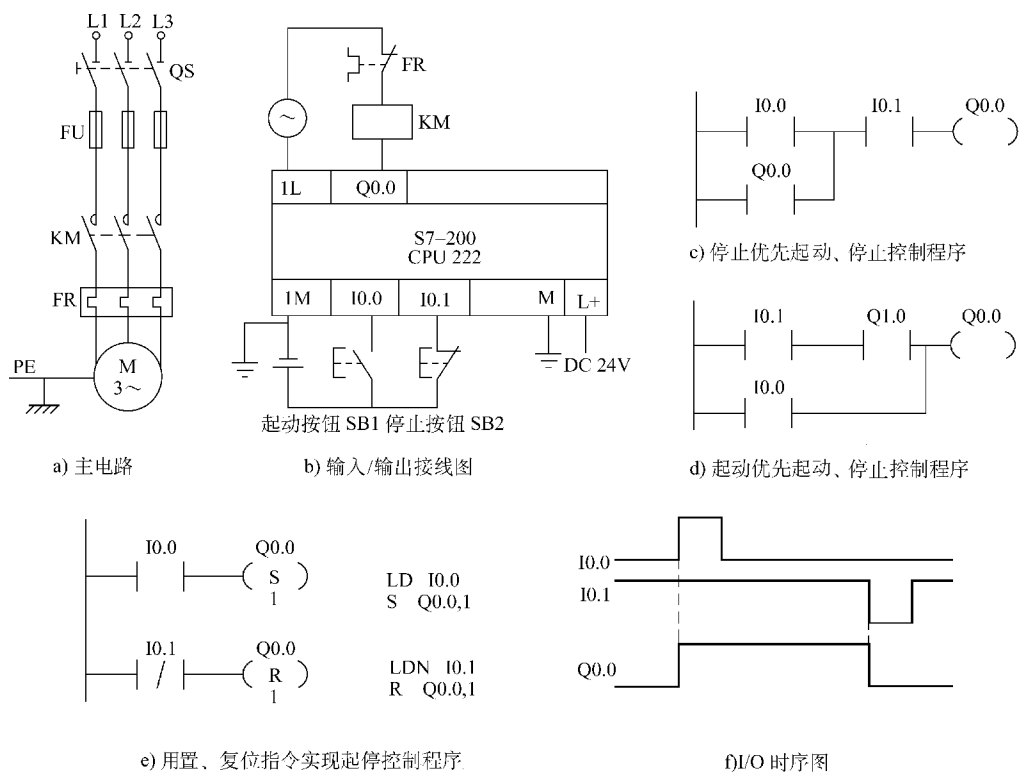 L1 L2 L3
QS
FU
KM
FR
PE
M
3~
a) 主电路
FR
~
KM
1L Q0.0
S7-200
CPU 222
1M I0.0 I0.1 M L+
DC 24V
起动按钮 SB1 停止按钮 SB2
b) 输入/输出接线图
I0.0 I0.1 Q0.0
Q0.0
c) 停止优先起动、停止控制程序
I0.1 Q1.0 Q0.0
I0.0
d) 起动优先起动、停止控制程序
I0.0 Q0.0
S
1
LD I0.0
S Q0.0,1
I0.1 Q0.0
R
1
LDN I0.1
R Q0.0,1
e) 用置、复位指令实现起停控制程序
I0.0
I0.1
Q0.0
f)I/O 时序图